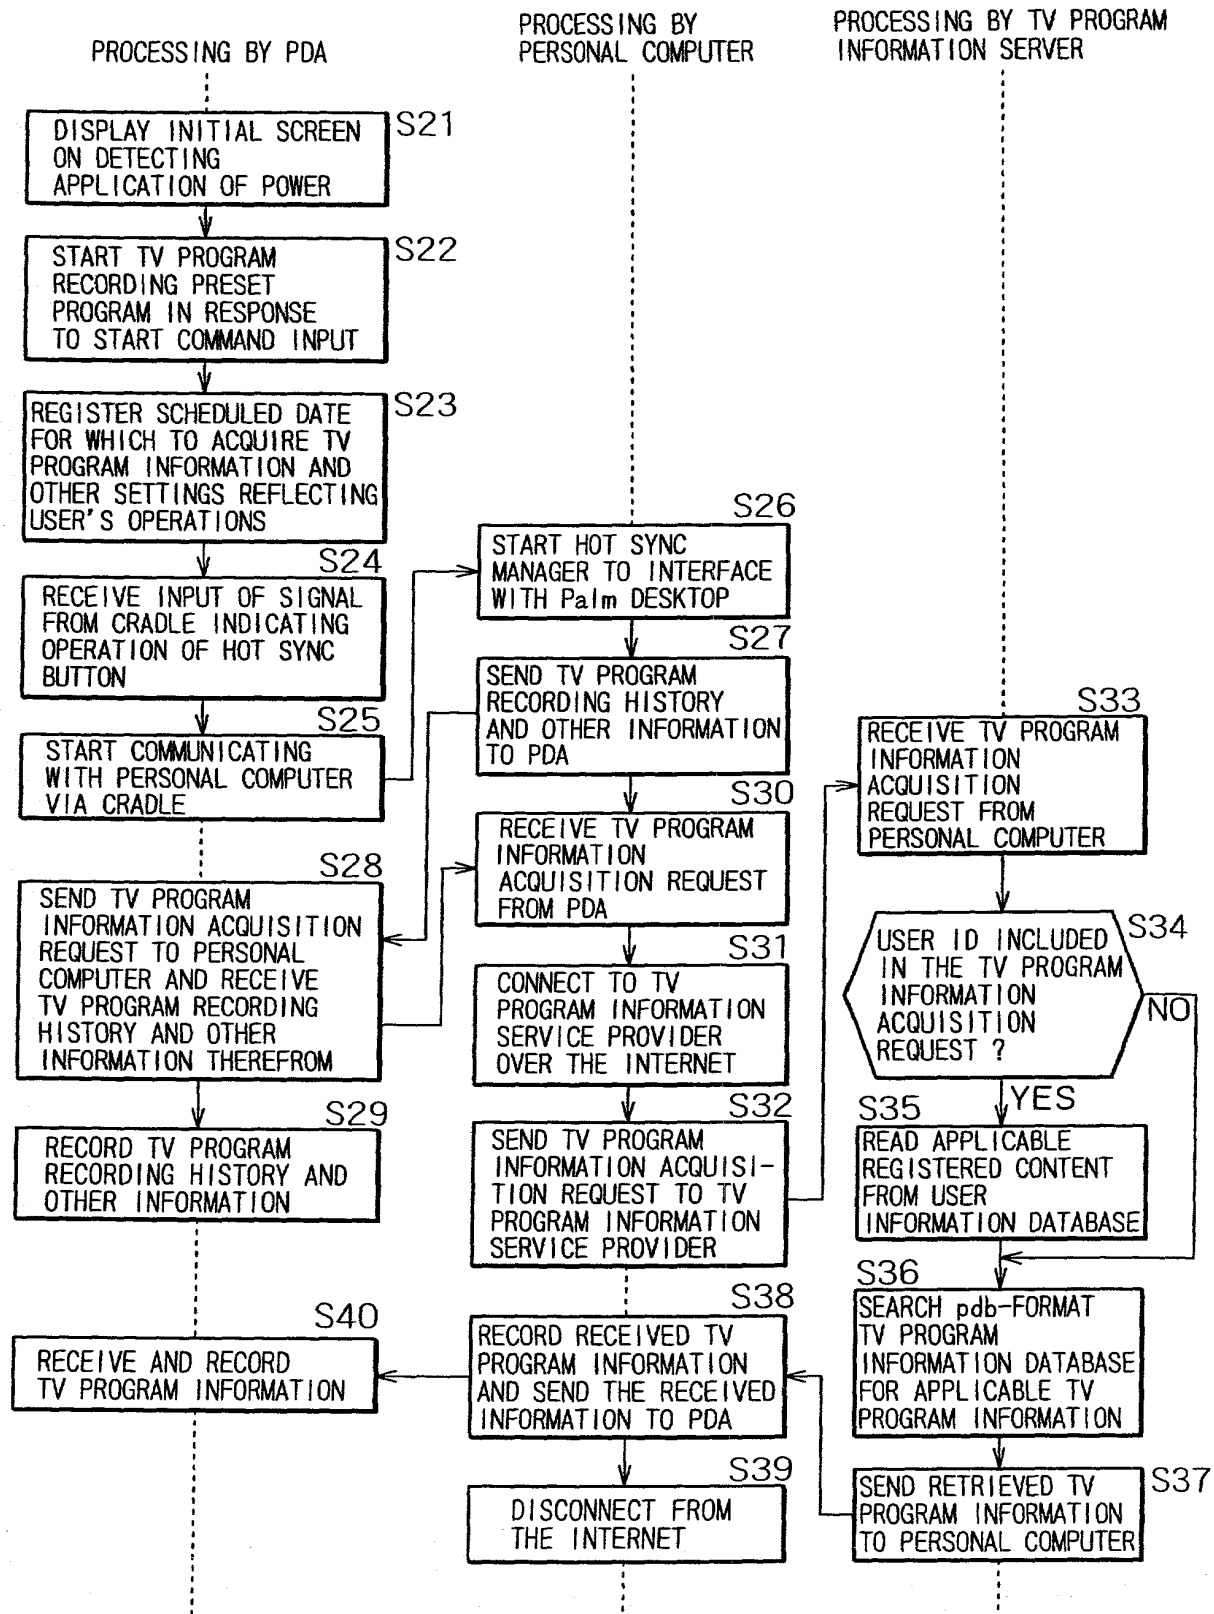 PROCESSING BY PDA
PROCESSING BY
PERSONAL COMPUTER
PROCESSING BY TV PROGRAM
INFORMATION SERVER
S21
DISPLAY INITIAL SCREEN
ON DETECTING
APPLICATION OF POWER
S22
START TV PROGRAM
RECORDING PRESET
PROGRAM IN RESPONSE
TO START COMMAND INPUT
S23
REGISTER SCHEDULED DATE
FOR WHICH TO ACQUIRE TV
PROGRAM INFORMATION AND
OTHER SETTINGS REFLECTING
USER'S OPERATIONS
S24
RECEIVE INPUT OF SIGNAL
FROM CRADLE INDICATING
OPERATION OF HOT SYNC
BUTTON
S25
START COMMUNICATING
WITH PERSONAL COMPUTER
VIA CRADLE
S26
START HOT SYNC
MANAGER TO INTERFACE
WITH Palm DESKTOP
S27
SEND TV PROGRAM
RECORDING HISTORY
AND OTHER INFORMATION
TO PDA
S28
SEND TV PROGRAM
INFORMATION ACQUISITION
REQUEST TO PERSONAL
COMPUTER AND RECEIVE
TV PROGRAM RECORDING
HISTORY AND OTHER
INFORMATION THEREFROM
S29
RECORD TV PROGRAM
RECORDING HISTORY AND
OTHER INFORMATION
S30
RECEIVE TV PROGRAM
INFORMATION
ACQUISITION REQUEST
FROM PDA
S31
CONNECT TO TV
PROGRAM INFORMATION
SERVICE PROVIDER
OVER THE INTERNET
S32
SEND TV PROGRAM
INFORMATION ACQUISI-
TION REQUEST TO TV
PROGRAM INFORMATION
SERVICE PROVIDER
S33
RECEIVE TV PROGRAM
INFORMATION
ACQUISITION
REQUEST FROM
PERSONAL COMPUTER
S34
USER ID INCLUDED
IN THE TV PROGRAM
INFORMATION
ACQUISITION
REQUEST ?
NO
YES
S35
READ APPLICABLE
REGISTERED CONTENT
FROM USER
INFORMATION DATABASE
S36
SEARCH pdb-FORMAT
TV PROGRAM
INFORMATION DATABASE
FOR APPLICABLE TV
PROGRAM INFORMATION
S37
SEND RETRIEVED TV
PROGRAM INFORMATION
TO PERSONAL COMPUTER
S38
RECORD RECEIVED TV
PROGRAM INFORMATION
AND SEND THE RECEIVED
INFORMATION TO PDA
S39
DISCONNECT FROM
THE INTERNET
S40
RECEIVE AND RECORD
TV PROGRAM INFORMATION